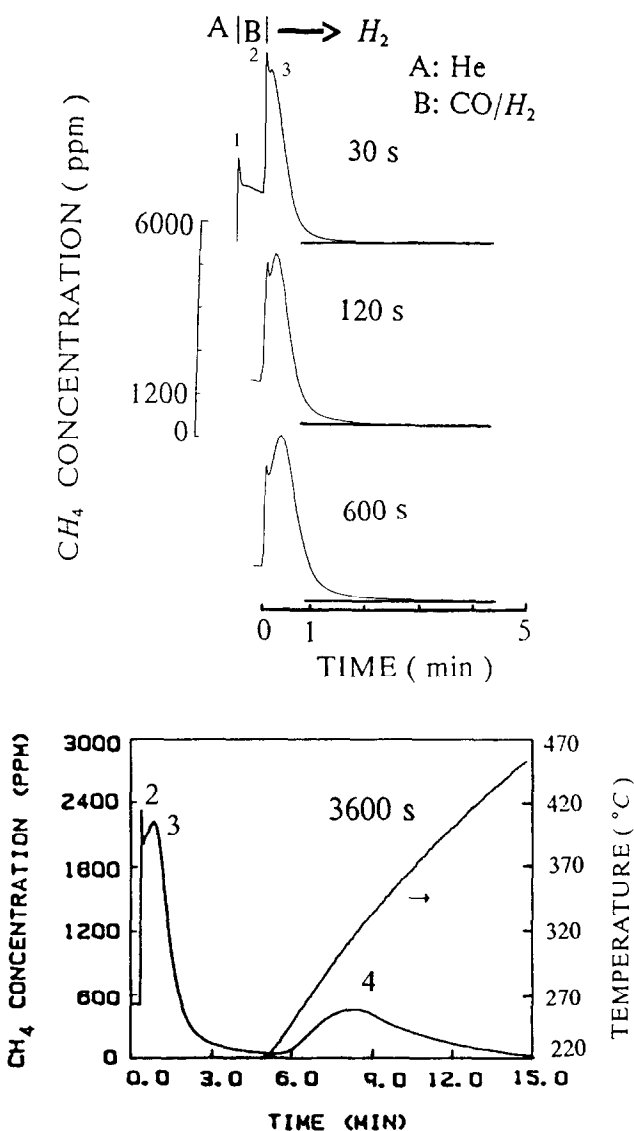 A | B | → H₂
A: He
B: CO/H₂
2
3
1
30 s
CH₄ CONCENTRATION ( ppm )
6000
120 s
1200
0
600 s
0 1 5
TIME ( min )
3000
2400
1800
1200
600
0
CH₄ CONCENTRATION (PPM)
2
3
3600 s
→
4
470
420
370
320
270
220
TEMPERATURE ( °C )
0.0 3.0 6.0 9.0 12.0 15.0
TIME (MIN)